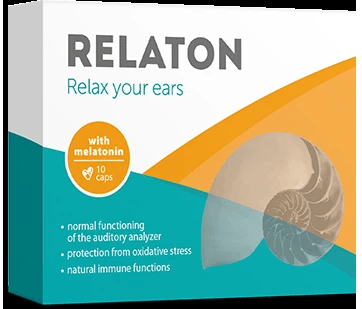 RELATON
Relax your ears
with
melatonin
10
caps
• normal functioning
of the auditory analyzer
• protection from oxidative stress
• natural immune functions